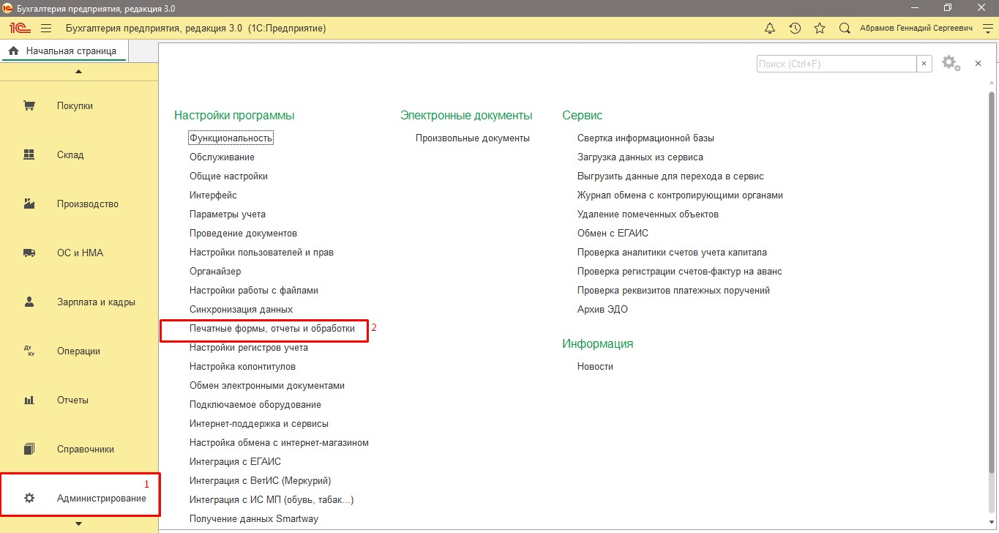 Бухгалтерия предприятия, редакция 3.0
1С Бухгалтерия предприятия, редакция 3.0 (1С:Предприятие) Абрамов Геннадий Сергеевич
Начальная страница
Поиск (Ctrl+F)
Покупки
Склад
Производство
ОС и НМА
Зарплата и кадры
Дт Кт Операции
Отчеты
Справочники
1
Администрирование
Настройки программы
Функциональность
Обслуживание
Общие настройки
Интерфейс
Параметры учета
Проведение документов
Настройки пользователей и прав
Органайзер
Настройки работы с файлами
Синхронизация данных
Печатные формы, отчеты и обработки 2
Настройки регистров учета
Настройка колонтитулов
Обмен электронными документами
Подключаемое оборудование
Интернет-поддержка и сервисы
Настройка обмена с интернет-магазином
Интеграция с ЕГАИС
Интеграция с ВетИС (Меркурий)
Интеграция с ИС МП (обувь, табак...)
Получение данных Smartway
Электронные документы
Произвольные документы
Сервис
Свертка информационной базы
Загрузка данных из сервиса
Выгрузить данные для перехода в сервис
Журнал обмена с контролирующими органами
Удаление помеченных объектов
Обмен с ЕГАИС
Проверка аналитики счетов учета капитала
Проверка регистрации счетов-фактур на аванс
Проверка реквизитов платежных поручений
Архив ЭДО
Информация
Новости